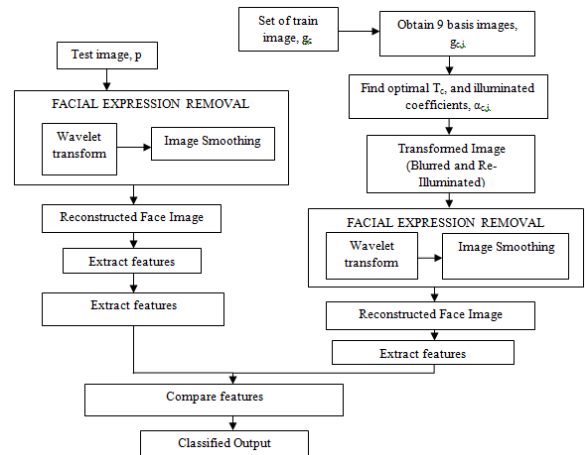 Set of train
image, gc
Obtain 9 basis images,
gc,i.
Test image, p
Find optimal Tc, and illuminated
coefficients, αc,i.
FACIAL EXPRESSION REMOVAL
Wavelet
transform
Image Smoothing
Transformed Image
(Blurred and Re-
Illuminated)
Reconstructed Face Image
Extract features
Extract features
FACIAL EXPRESSION REMOVAL
Wavelet
transform
Image Smoothing
Reconstructed Face Image
Extract features
Compare features
Classified Output